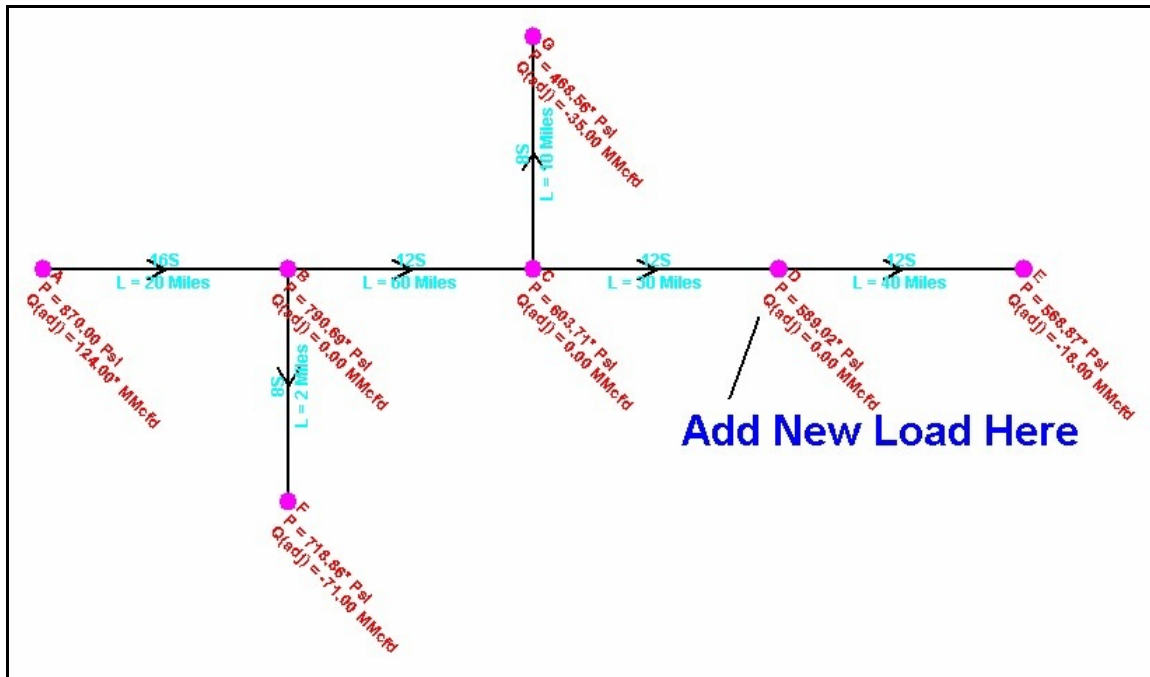 G
P = 468.56* Psi
Q(adj) = -35.00 MMcfd
8S
L = 10 Miles
16S
12S
12S
12S
A
B
C
D
E
L = 20 Miles
L = 60 Miles
L = 30 Miles
L = 40 Miles
P = 870.00 Psi
Q(adj) = 124.00* MMcfd
P = 790.69* Psi
Q(adj) = 0.00 MMcfd
P = 603.71* Psi
Q(adj) = 0.00 MMcfd
P = 589.02* Psi
Q(adj) = 0.00 MMcfd
P = 568.87* Psi
Q(adj) = -18.00 MMcfd
8S
L = 2 Miles
Add New Load Here
F
P = 718.86* Psi
Q(adj) = -71.00 MMcfd